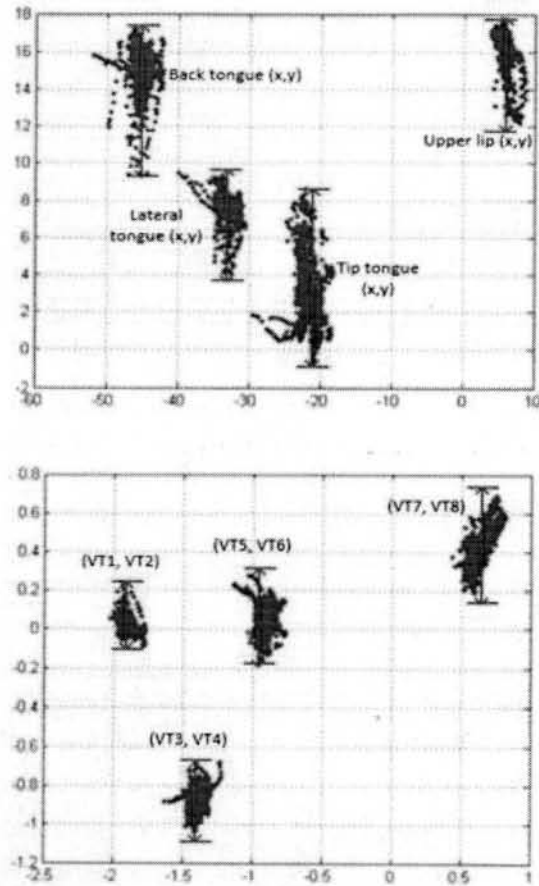 18
16
14
12
10
8
6
4
2
0
-2
Back tongue (x,y)
Upper lip (x,y)
Lateral
tongue (x,y)
Tip tongue
(x,y)
-60 -50 -40 -30 -20 -10 0 10
0.8
0.6
0.4
0.2
0
-0.2
-0.4
-0.6
-0.8
-1
-1.2
(VT7, VT8)
(VT5, VT6)
(VT1, VT2)
(VT3, VT4)
-2.5 -2 -1.5 -1 -0.5 0 0.5 1